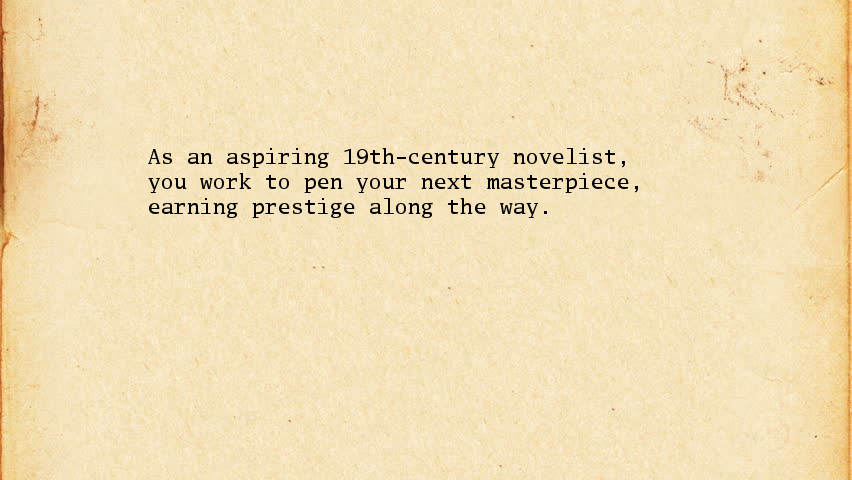 As an aspiring 19th-century novelist,
you work to pen your next masterpiece,
earning prestige along the way.